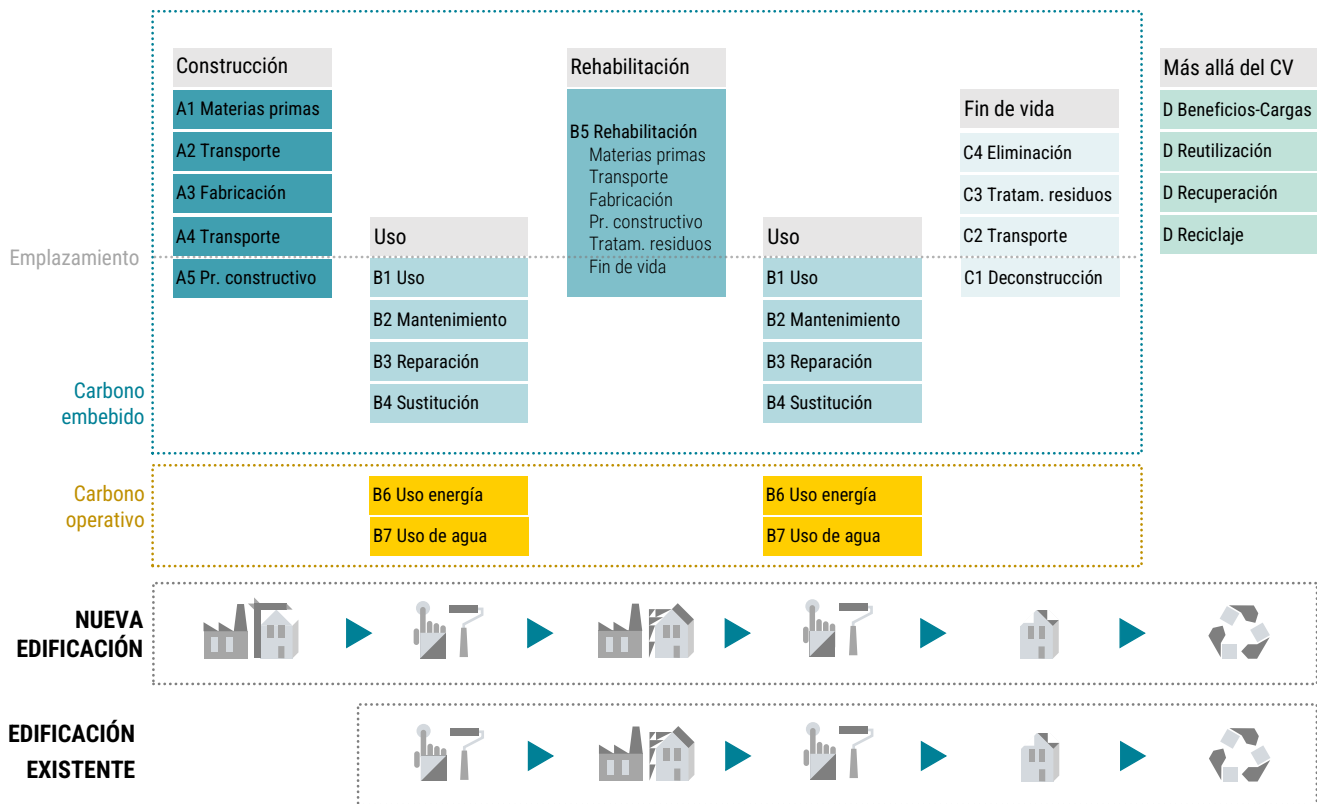 Construcción
A1 Materias primas
A2 Transporte
A3 Fabricación
A4 Transporte
A5 Pr. constructivo
Uso
B1 Uso
B2 Mantenimiento
B3 Reparación
B4 Sustitución
Rehabilitación
B5 Rehabilitación
Materias primas
Transporte
Fabricación
Pr. constructivo
Tratam. residuos
Fin de vida
Uso
B1 Uso
B2 Mantenimiento
B3 Reparación
B4 Sustitución
Fin de vida
C4 Eliminación
C3 Tratam. residuos
C2 Transporte
C1 Deconstrucción
Más allá del CV
D Beneficios-Cargas
D Reutilización
D Recuperación
D Reciclaje
Emplazamiento
Carbono
embebido
Carbono
operativo
B6 Uso energía
B7 Uso de agua
B6 Uso energía
B7 Uso de agua
NUEVA
EDIFICACIÓN
EDIFICACIÓN
EXISTENTE